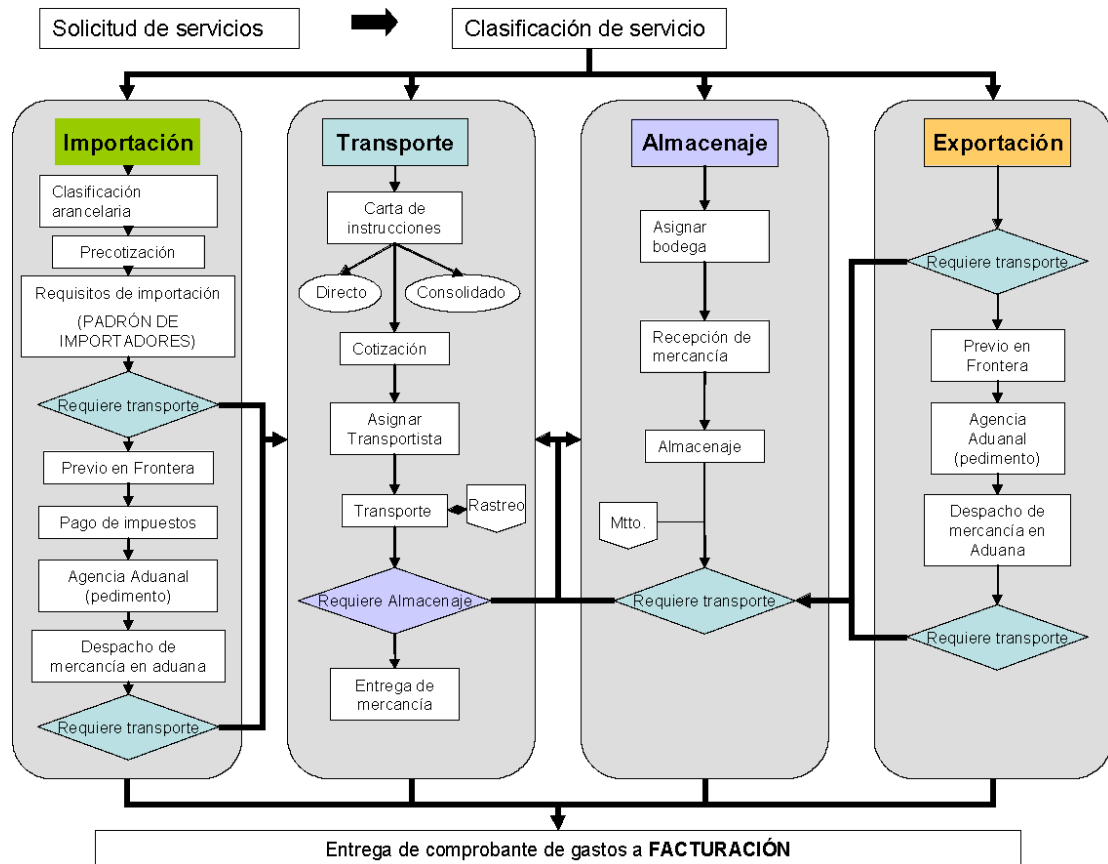 Solicitud de servicios
Clasificación de servicio
Importación
Clasificación
arancelaria
Precotización
Requisitos de importación
(PADRÓN DE
IMPORTADORES)
Requiere transporte
Previo en Frontera
Pago de impuestos
Agencia Aduanal
(pedimento)
Despacho de
mercancía en aduana
Requiere transporte
Transporte
Carta de
instrucciones
Directo
Consolidado
Cotización
Asignar
Transportista
Transporte
Rastreo
Requiere Almacenaje
Entrega de
mercancía
Almacenaje
Asignar
bodega
Recepción de
mercancía
Almacenaje
Mtto.
Requiere transporte
Exportación
Requiere transporte
Previo en
Frontera
Agencia
Aduanal
(pedimento)
Despacho de
mercancía en
Aduana
Requiere transporte
Entrega de comprobante de gastos a FACTURACIÓN